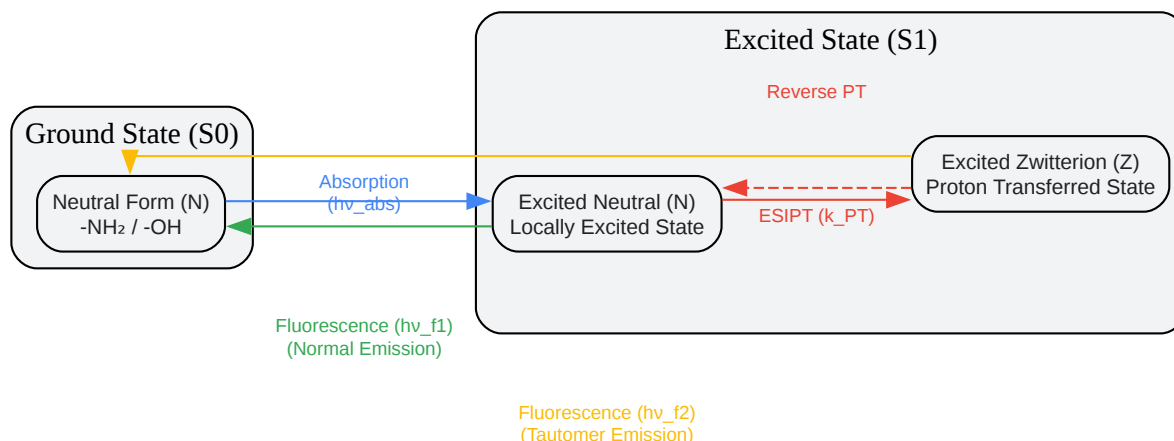 Excited State (S1)
Reverse PT
Ground State (S0)
Neutral Form (N)
-NH₂ / -OH
Absorption
(hν_abs)
Excited Neutral (N)
Locally Excited State
ESIPT (k_PT)
Excited Zwitterion (Z)
Proton Transferred State
Fluorescence (hν_f1)
(Normal Emission)
Fluorescence (hν_f2)
(Tautomer Emission)